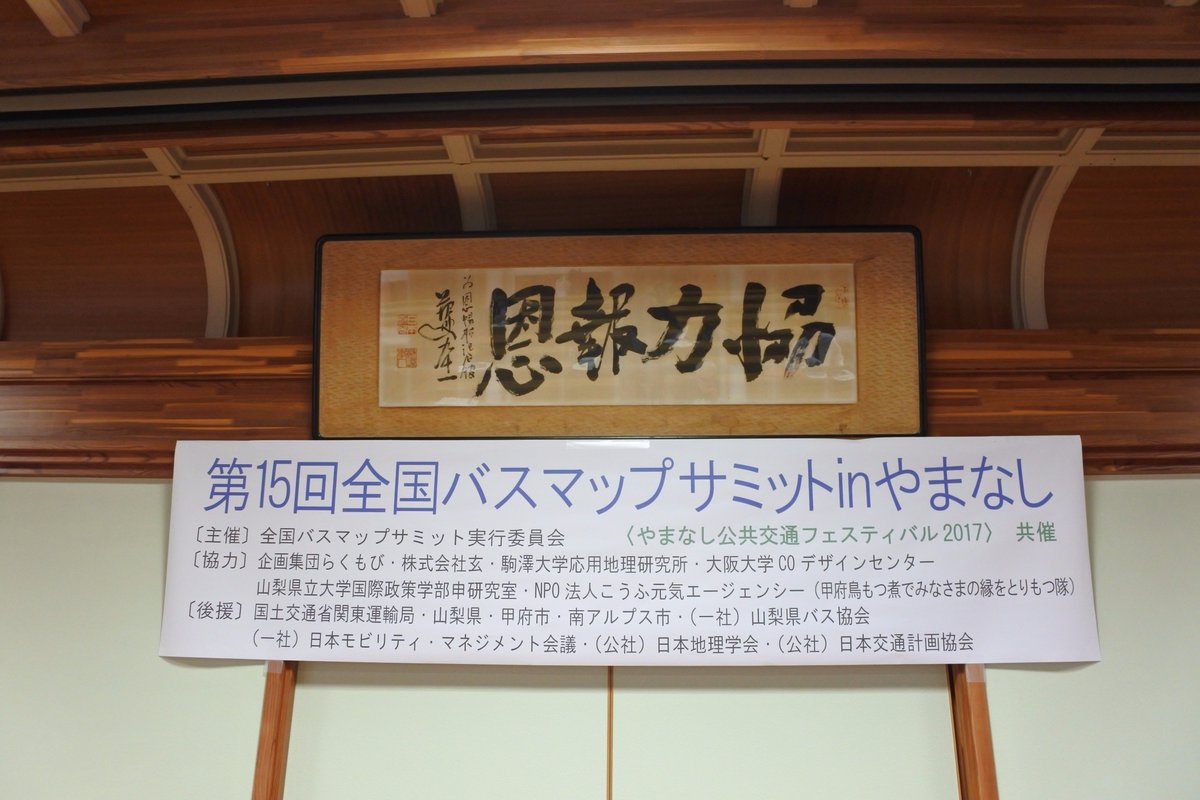 協力報恩
第15回全国バスマップサミットinやまなし
〔主催〕全国バスマップサミット実行委員会 〈やまなし公共交通フェスティバル2017〉 共催
〔協力〕企画集団らくもび・株式会社玄・駒澤大学応用地理研究所・大阪大学COデザインセンター
山梨県立大学国際政策学部申研究室・NPO法人こうふ元気エージェンシー(甲府鳥もつ煮でみなさまの縁をとりもつ隊)
〔後援〕国土交通省関東運輸局・山梨県・甲府市・南アルプス市・(一社)山梨県バス協会
(一社)日本モビリティ・マネジメント会議・(公社)日本地理学会・(公社)日本交通計画協会